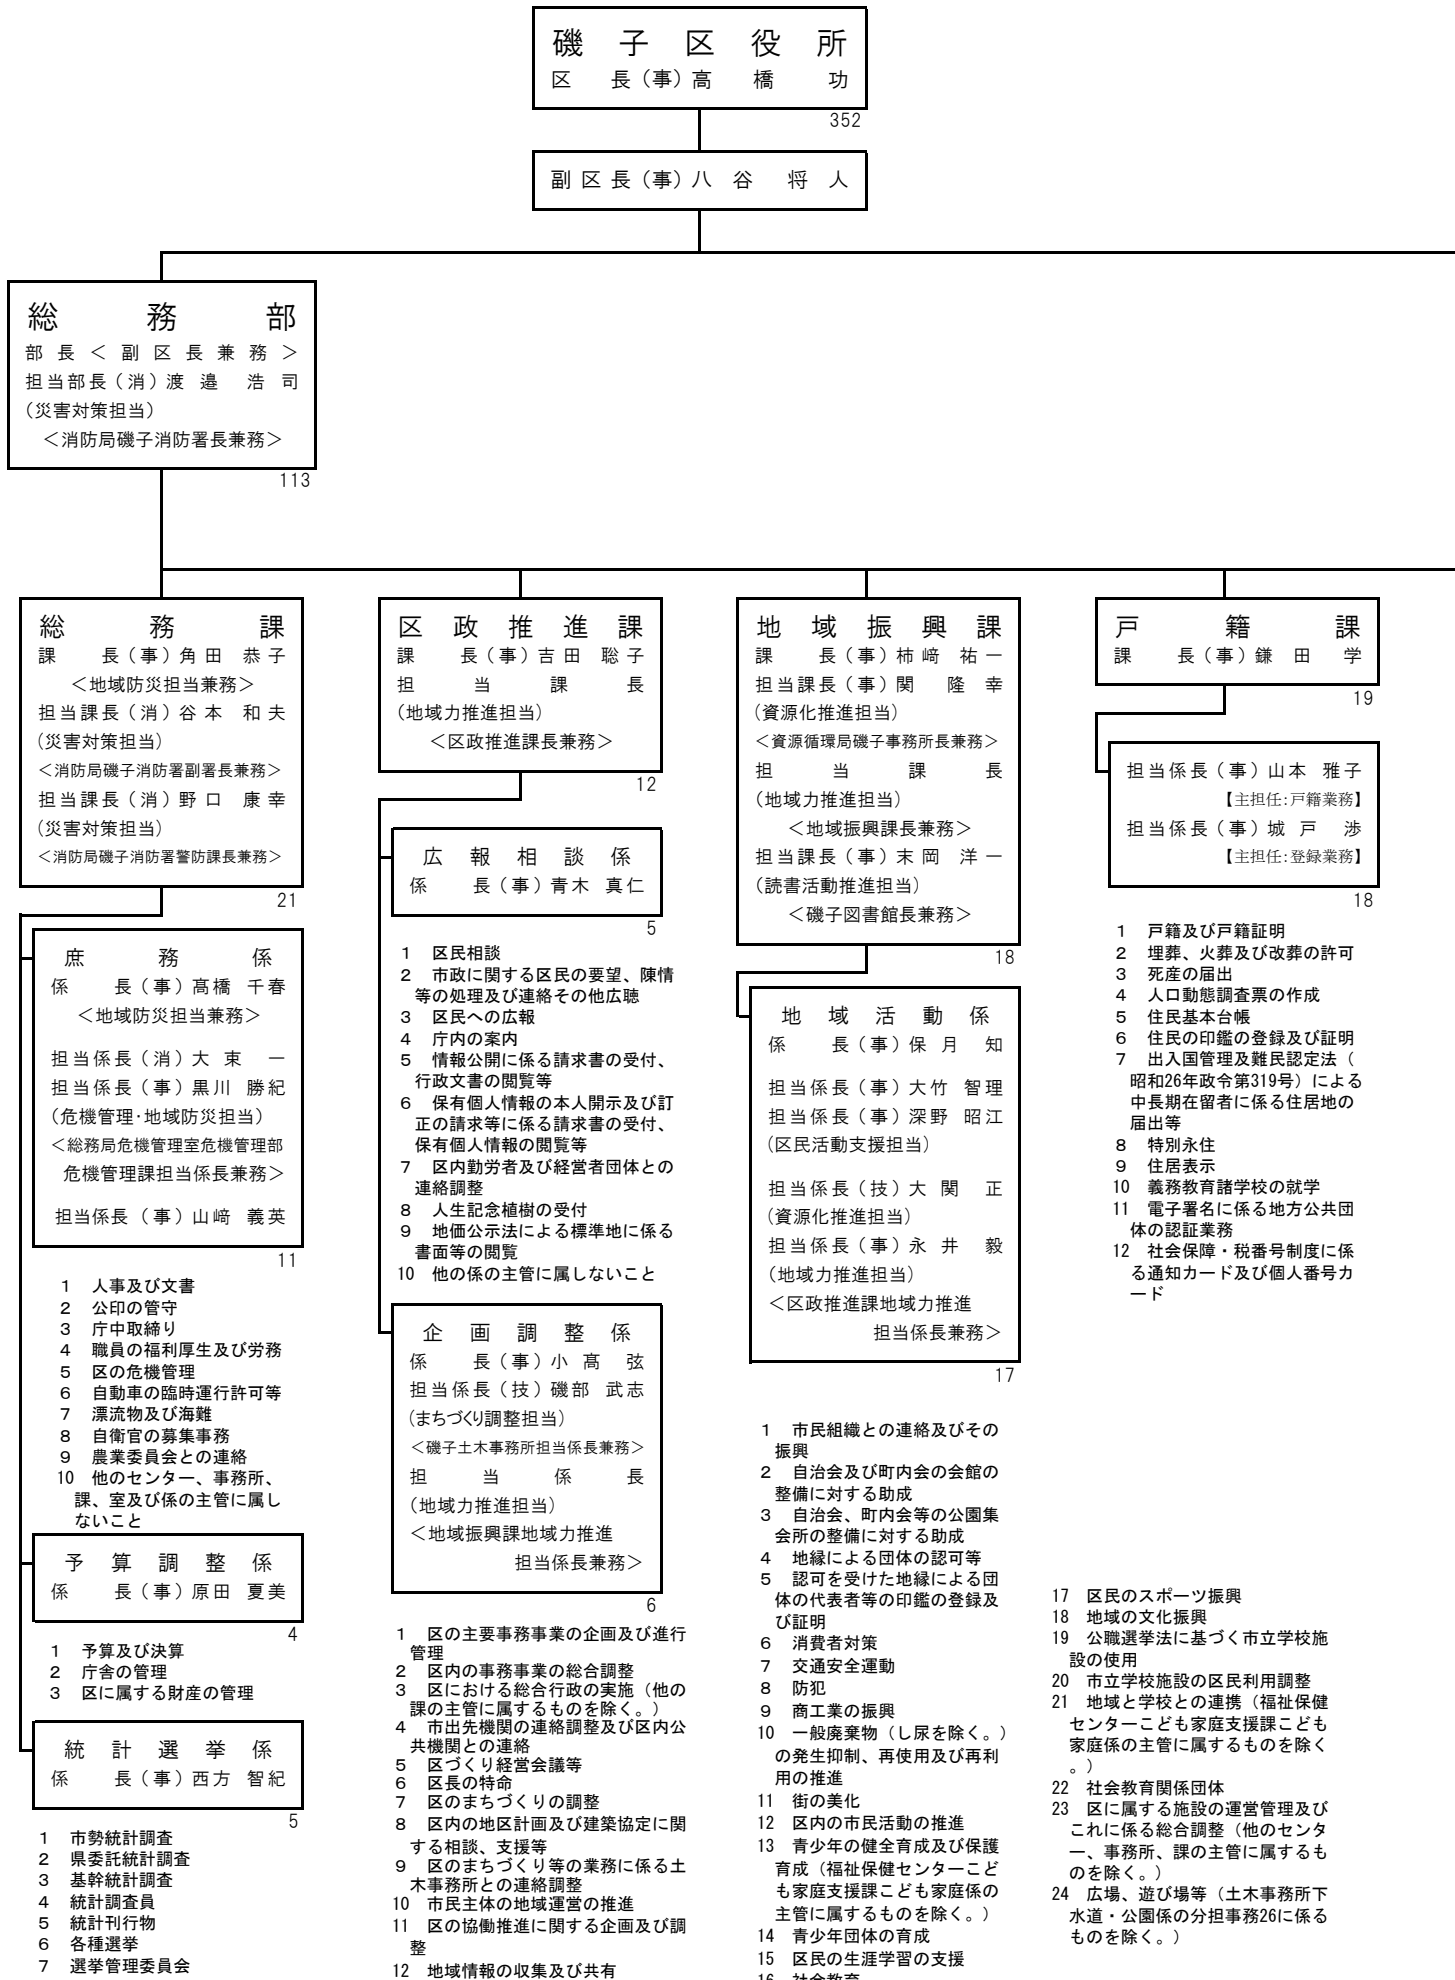 磯子区役所
区長(事)高橋功
352
副区長(事)八谷将人
総務部
部長＜副区長兼務＞
担当部長(消)渡邉浩司
(災害対策担当)
＜消防局磯子消防署長兼務＞
113
総務課
課長(事)角田恭子
＜地域防災担当兼務＞
担当課長(消)谷本和夫
(災害対策担当)
＜消防局磯子消防署副署長兼務＞
担当課長(消)野口康幸
(災害対策担当)
＜消防局磯子消防署警防課長兼務＞
21
庶務係
係長(事)髙橋千春
＜地域防災担当兼務＞
担当係長(消)大束一
担当係長(事)黒川勝紀
(危機管理・地域防災担当)
＜総務局危機管理室危機管理部
危機管理課担当係長兼務＞
担当係長(事)山﨑義英
11
1 人事及び文書
2 公印の管守
3 庁中取締り
4 職員の福利厚生及び労務
5 区の危機管理
6 自動車の臨時運行許可等
7 漂流物及び海難
8 自衛官の募集事務
9 農業委員会との連絡
10 他のセンター、事務所、
課、室及び係の主管に属し
ないこと
予算調整係
係長(事)原田夏美
4
1 予算及び決算
2 庁舎の管理
3 区に属する財産の管理
統計選挙係
係長(事)西方智紀
5
1 市勢統計調査
2 県委託統計調査
3 基幹統計調査
4 統計調査員
5 統計刊行物
6 各種選挙
7 選挙管理委員会
区政推進課
課長(事)吉田聡子
担当課長
(地域力推進担当)
＜区政推進課長兼務＞
12
広報相談係
係長(事)青木真仁
5
1 区民相談
2 市政に関する区民の要望、陳情
等の処理及び連絡その他広聴
3 区民への広報
4 庁内の案内
5 情報公開に係る請求書の受付、
行政文書の閲覧等
6 保有個人情報の本人開示及び訂
正の請求等に係る請求書の受付、
保有個人情報の閲覧等
7 区内勤労者及び経営者団体との
連絡調整
8 人生記念植樹の受付
9 地価公示法による標準地に係る
書面等の閲覧
10 他の係の主管に属しないこと
企画調整係
係長(事)小髙弦
担当係長(技)磯部武志
(まちづくり調整担当)
＜磯子土木事務所担当係長兼務＞
担当係長
(地域力推進担当)
＜地域振興課地域力推進
担当係長兼務＞
6
1 区の主要事務事業の企画及び進行
管理
2 区内の事務事業の総合調整
3 区における総合行政の実施（他の
課の主管に属するものを除く。）
4 市出先機関の連絡調整及び区内公
共機関との連絡
5 区づくり経営会議等
6 区長の特命
7 区のまちづくりの調整
8 区内の地区計画及び建築協定に関
する相談、支援等
9 区のまちづくり等の業務に係る土
木事務所との連絡調整
10 市民主体の地域運営の推進
11 区の協働推進に関する企画及び調
整
12 地域情報の収集及び共有
地域振興課
課長(事)柿﨑祐一
担当課長(事)関隆幸
(資源化推進担当)
＜資源循環局磯子事務所長兼務＞
担当課長
(地域力推進担当)
＜地域振興課長兼務＞
担当課長(事)末岡洋一
(読書活動推進担当)
＜磯子図書館長兼務＞
18
地域活動係
係長(事)保月知
担当係長(事)大竹智理
担当係長(事)深野昭江
(区民活動支援担当)
担当係長(技)大関正
(資源化推進担当)
担当係長(事)永井毅
(地域力推進担当)
＜区政推進課地域力推進
担当係長兼務＞
17
1 市民組織との連絡及びその
振興
2 自治会及び町内会の会館の
整備に対する助成
3 自治会、町内会等の公園集
会所の整備に対する助成
4 地縁による団体の認可等
5 認可を受けた地縁による団
体の代表者等の印鑑の登録及
び証明
6 消費者対策
7 交通安全運動
8 防犯
9 商工業の振興
10 一般廃棄物（し尿を除く。）
の発生抑制、再使用及び再利
用の推進
11 街の美化
12 区内の市民活動の推進
13 青少年の健全育成及び保護
育成（福祉保健センターこど
も家庭支援課こども家庭係の
主管に属するものを除く。）
14 青少年団体の育成
15 区民の生涯学習の支援
16 社会教育
17 区民のスポーツ振興
18 地域の文化振興
19 公職選挙法に基づく市立学校施
設の使用
20 市立学校施設の区民利用調整
21 地域と学校との連携（福祉保健
センターこども家庭支援課こども
家庭係の主管に属するものを除く
。）
22 社会教育関係団体
23 区に属する施設の運営管理及び
これに係る総合調整（他のセンタ
ー、事務所、課の主管に属するも
のを除く。）
24 広場、遊び場等（土木事務所下
水道・公園係の分担事務26に係る
ものを除く。）
戸籍課
課長(事)鎌田学
19
担当係長(事)山本雅子
【主担任:戸籍業務】
担当係長(事)城戸渉
【主担任:登録業務】
18
1 戸籍及び戸籍証明
2 埋葬、火葬及び改葬の許可
3 死産の届出
4 人口動態調査票の作成
5 住民基本台帳
6 住民の印鑑の登録及び証明
7 出入国管理及難民認定法（
昭和26年政令第319号）による
中長期在留者に係る住居地の
届出等
8 特別永住
9 住居表示
10 義務教育諸学校の就学
11 電子署名に係る地方公共団
体の認証業務
12 社会保障・税番号制度に係
る通知カード及び個人番号カ
ード